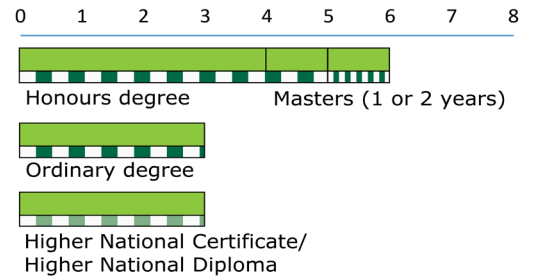 0 1 2 3 4 5 6 7 8
Honours degree Masters (1 or 2 years)
Ordinary degree
Higher National Certificate/
Higher National Diploma